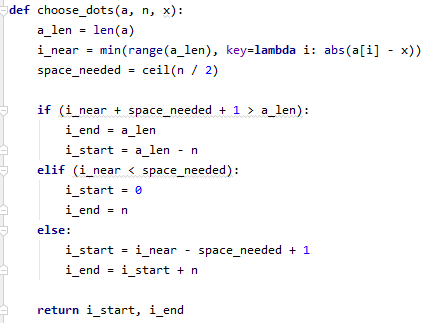 def choose_dots(a, n, x):
    a_len = len(a)
    i_near = min(range(a_len), key=lambda i: abs(a[i] - x))
    space_needed = ceil(n / 2)

    if (i_near + space_needed + 1 > a_len):
        i_end = a_len
        i_start = a_len - n
    elif (i_near < space_needed):
        i_start = 0
        i_end = n
    else:
        i_start = i_near - space_needed + 1
        i_end = i_start + n

    return i_start, i_end